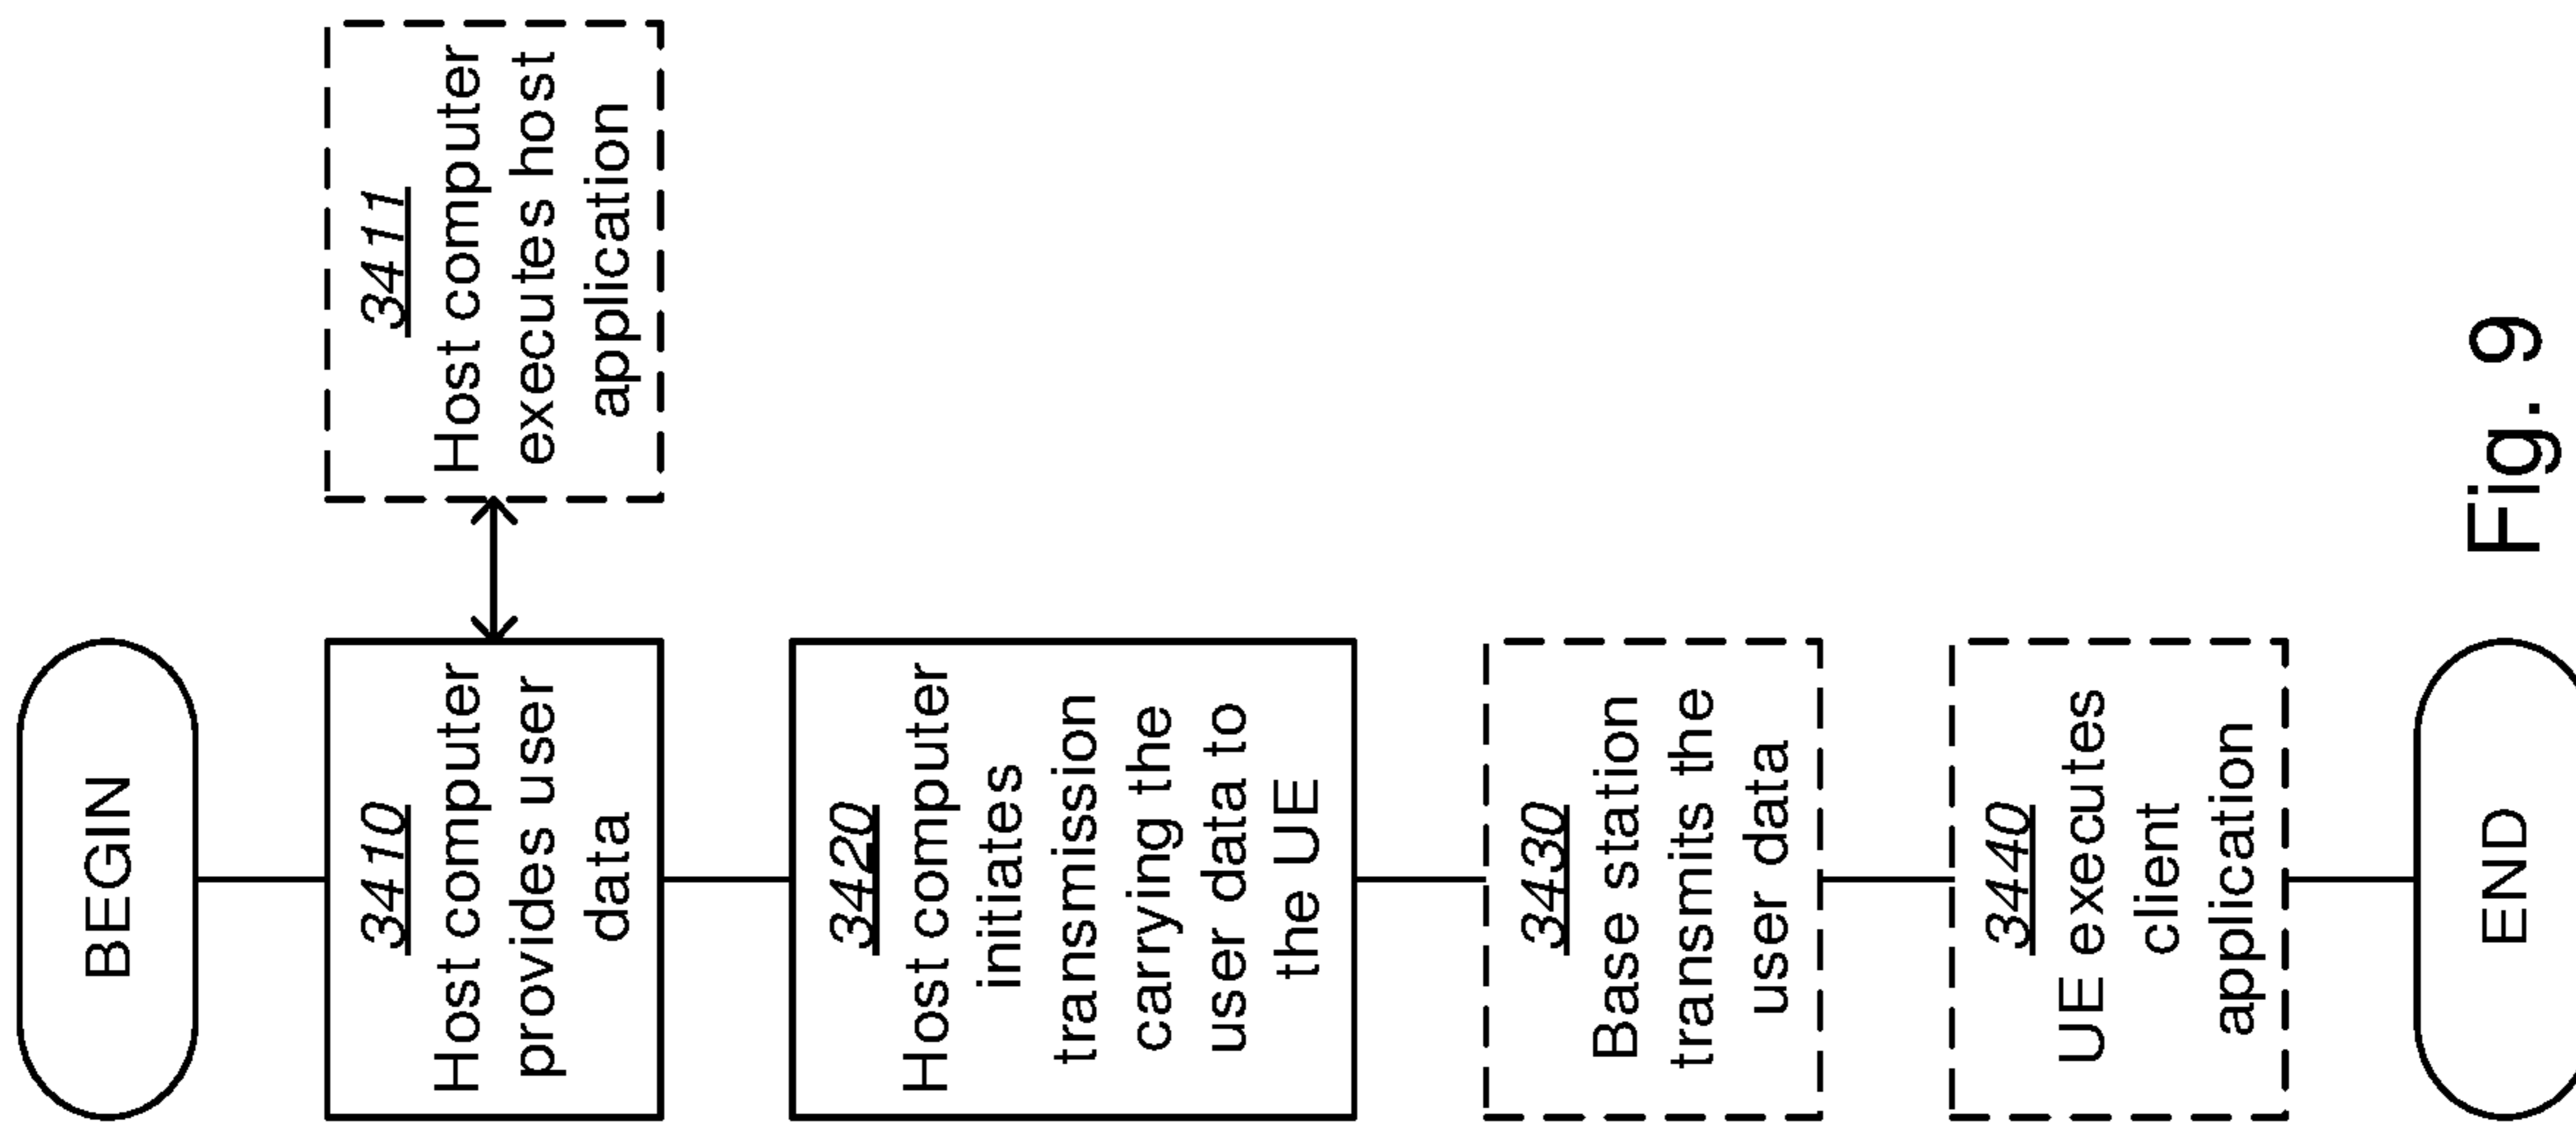 BEGIN
3410
Host computer
provides user
data
3411
Host computer
executes host
application
3420
Host computer
initiates
transmission
carrying the
user data to
the UE
3430
Base station
transmits the
user data
3440
UE executes
client
application
END
Fig. 9